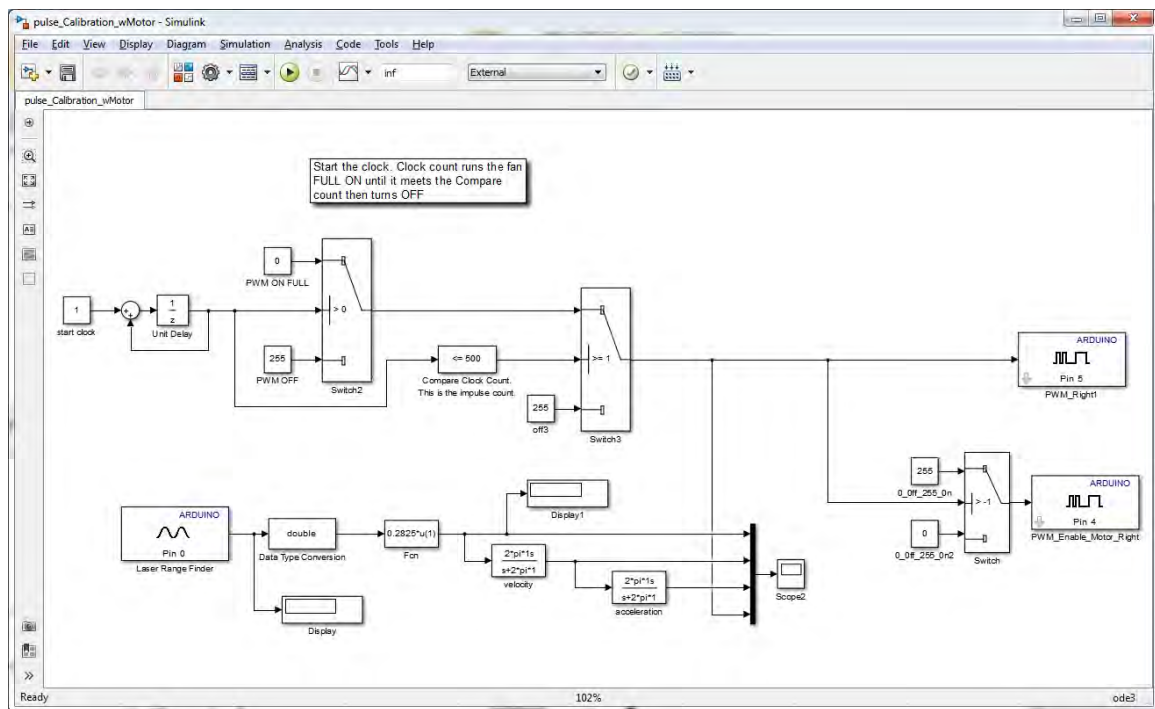 pulse_Calibration_wMotor - Simulink
File Edit View Display Diagram Simulation Analysis Code Tools Help
inf
External
pulse_Calibration_wMotor
Start the clock. Clock count runs the fan
FULL ON until it meets the Compare
count then turns OFF
0
PWM ON FULL
1
start clock
++
1
z
Unit Delay
> 0
255
PWM OFF
Switch2
<= 500
Compare Clock Count.
This is the impulse count.
>= 1
255
off3
Switch3
ARDUINO
Pin 5
PWM_Right1
255
0_0ff_255_0n
> -1
0
0_0ff_255_0n2
Switch
ARDUINO
Pin 4
PWM_Enable_Motor_Right
ARDUINO
Pin 0
Laser Range Finder
double
Data Type Conversion
0.2825*u(1)
Fcn
Display1
2*pi*1s
s+2*pi*1
velocity
2*pi*1s
s+2*pi*1
acceleration
Scope2
Display
Ready
102%
ode3